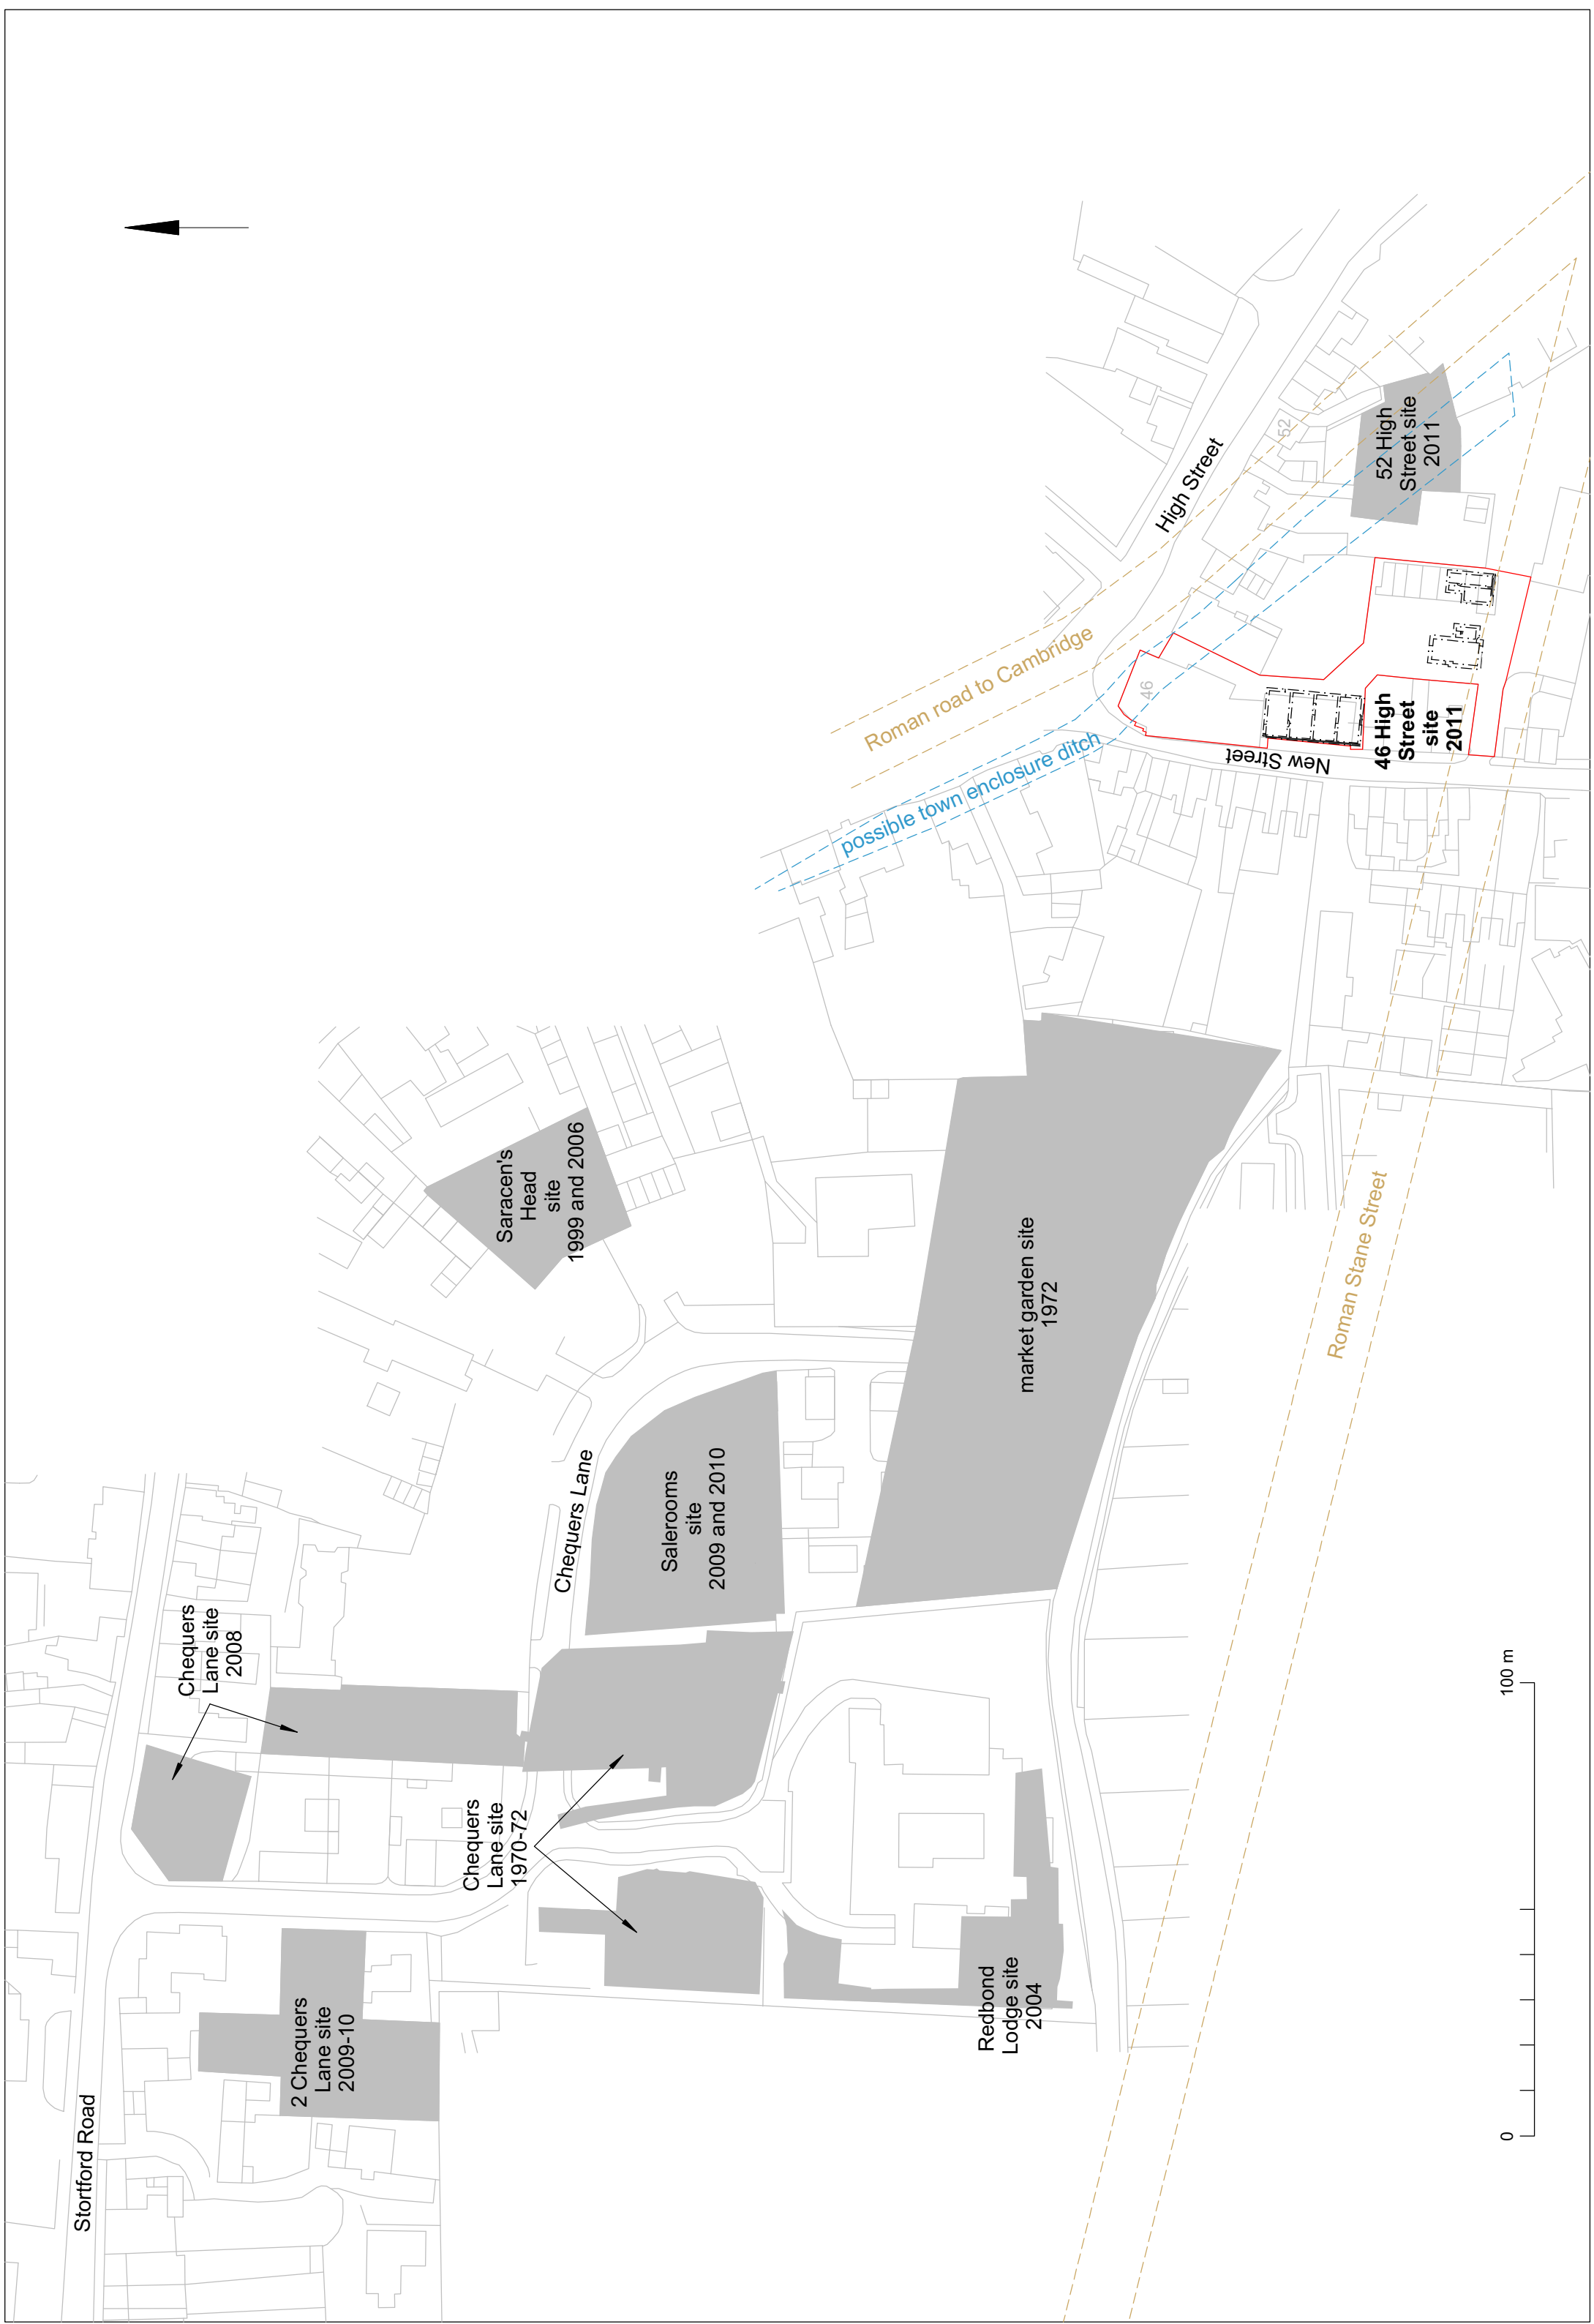 Stortford Road
2 Chequers
Lane site
2009-10
Chequers
Lane site
2008
Chequers
Lane site
1970-72
Chequers Lane
Salerooms
site
2009 and 2010
Saracen's
Head
site
1999 and 2006
Redbond
Lodge site
2004
market garden site
1972
Roman Stane Street
possible town enclosure ditch
Roman road to Cambridge
High Street
New Street
46
46 High
Street
site
2011
52
52 High
Street site
2011
0
100 m